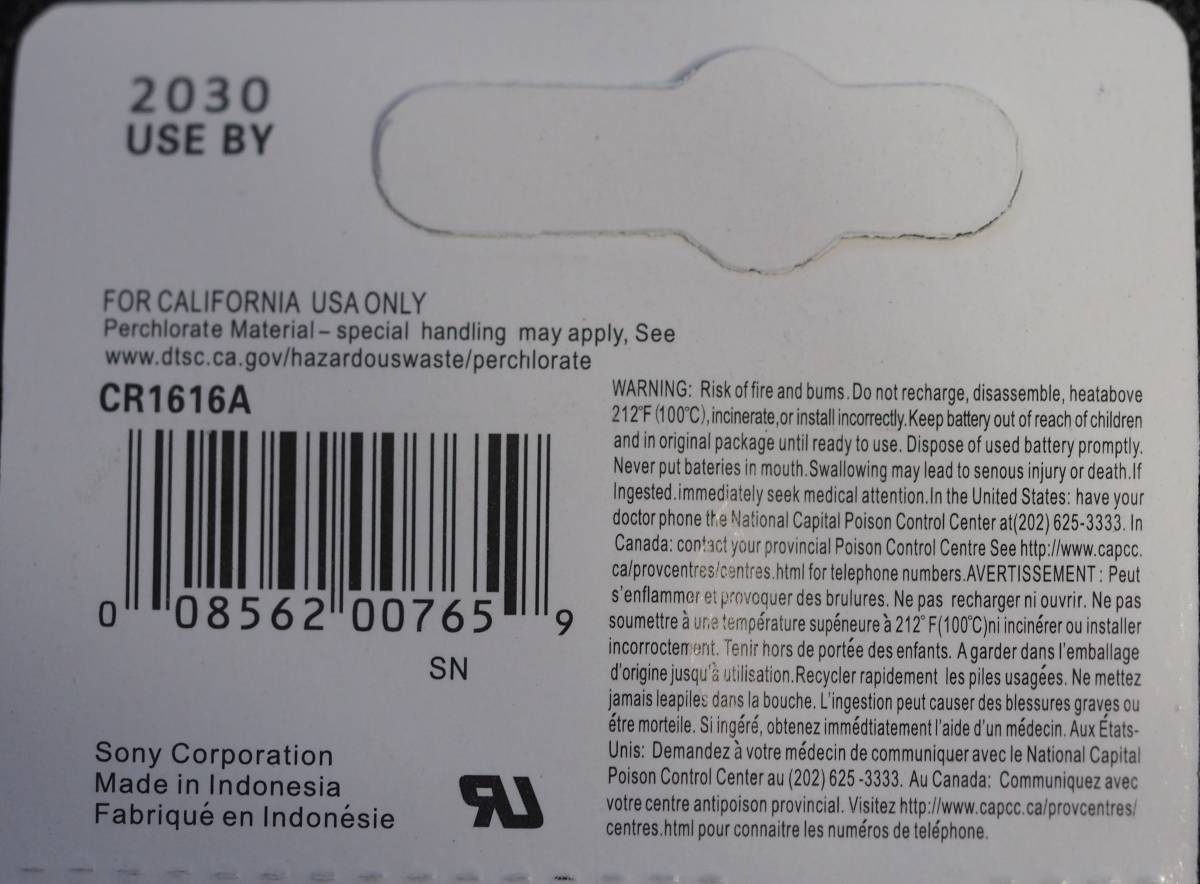 2030
USE BY
FOR CALIFORNIA USA ONLY
Perchlorate Material – special handling may apply, See
www.dtsc.ca.gov/hazardouswaste/perchlorate
CR1616A
0 08562 00765 9
SN
Sony Corporation
Made in Indonesia
Fabriqué en Indonésie
WARNING: Risk of fire and bums. Do not recharge, disassemble, heatabove
212°F (100°C), incinerate, or install incorrectly. Keep battery out of reach of children
and in original package until ready to use. Dispose of used battery promptly.
Never put bateries in mouth. Swallowing may lead to senous injury or death. If
Ingested. immediately seek medical attention. In the United States: have your
doctor phone the National Capital Poison Control Center at (202) 625-3333. In
Canada: contact your provincial Poison Control Centre See http://www.capcc.
ca/provcentres/centres.html for telephone numbers. AVERTISSEMENT : Peut
s'enflammer et provoquer des brulures. Ne pas recharger ni ouvrir. Ne pas
soumettre à une température supéneure à 212° F(100°C)ni incinérer ou installer
incorroctement. Tenir hors de portée des enfants. A garder dans l'emballage
d'origine jusqu'à utilisation. Recycler rapidement les piles usagées. Ne mettez
jamais leapiles dans la bouche. L'ingestion peut causer des blessures graves ou
étre morteile. Si ingéré, obtenez immédtiatement l'aide d'un médecin. Aux États-
Unis: Demandez à votre médecin de communiquer avec le National Capital
Poison Control Center au (202) 625 -3333. Au Canada: Communiquez avec
votre centre antipoison provincial. Visitez http://www.capcc.ca/provcentres/
centres.html pour connaitre les numéros de teléphone.